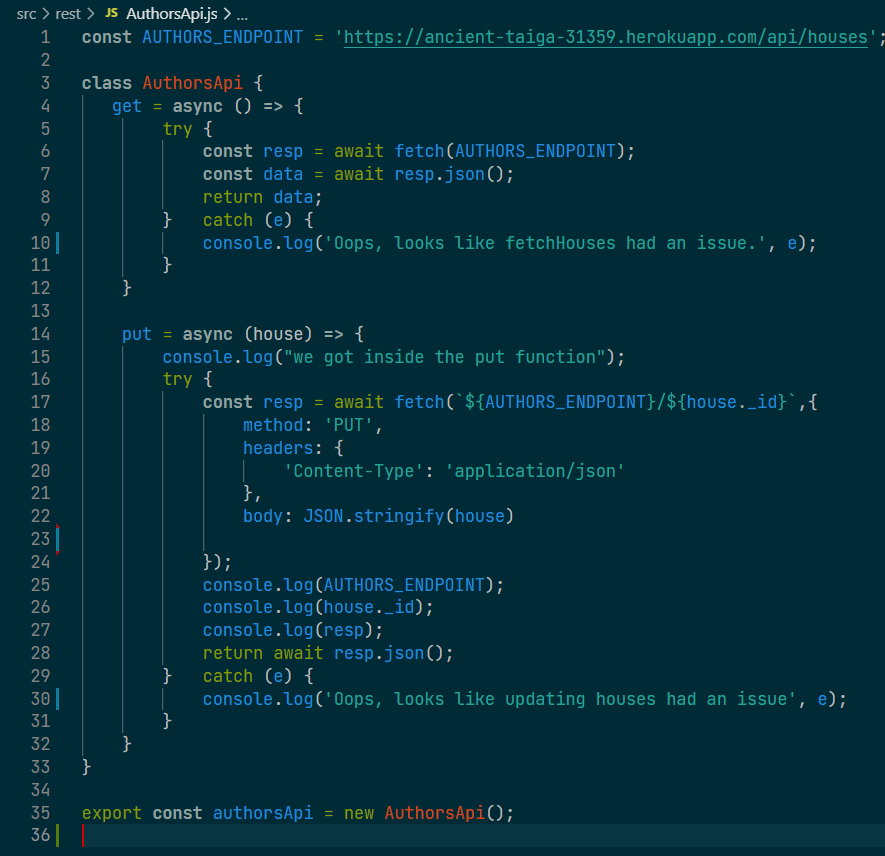 src > rest > JS AuthorsApi.js > ...
1 const AUTHORS_ENDPOINT = 'https://ancient-taiga-31359.herokuapp.com/api/houses';
2
3 class AuthorsApi {
4    get = async () => {
5         try {
6             const resp = await fetch(AUTHORS_ENDPOINT);
7             const data = await resp.json();
8             return data;
9         }   catch (e) {
10             console.log('Oops, looks like fetchHouses had an issue.', e);
11         }
12     }
13
14     put = async (house) => {
15         console.log("we got inside the put function");
16         try {
17             const resp = await fetch(`${AUTHORS_ENDPOINT}/${house._id}`,{
18                 method: 'PUT',
19                 headers: {
20                     'Content-Type': 'application/json'
21                 },
22                 body: JSON.stringify(house)
23
24             });
25             console.log(AUTHORS_ENDPOINT);
26             console.log(house._id);
27             console.log(resp);
28             return await resp.json();
29         }   catch (e) {
30             console.log('Oops, looks like updating houses had an issue', e);
31         }
32     }
33 }
34
35 export const authorsApi = new AuthorsApi();
36